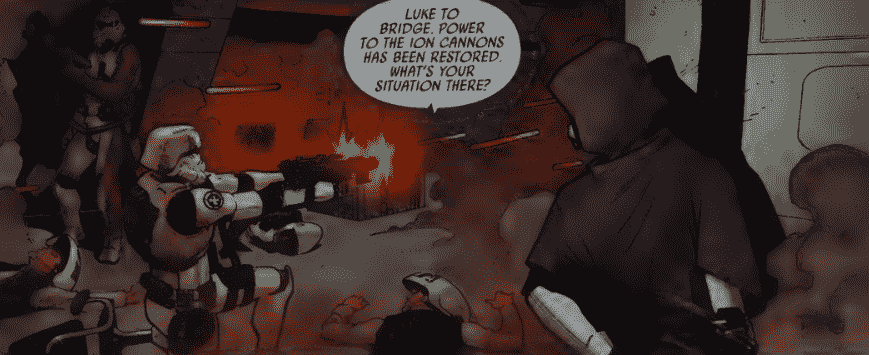 LUKE TO
BRIDGE. POWER
TO THE ION CANNONS
HAS BEEN RESTORED.
WHAT'S YOUR
SITUATION THERE?